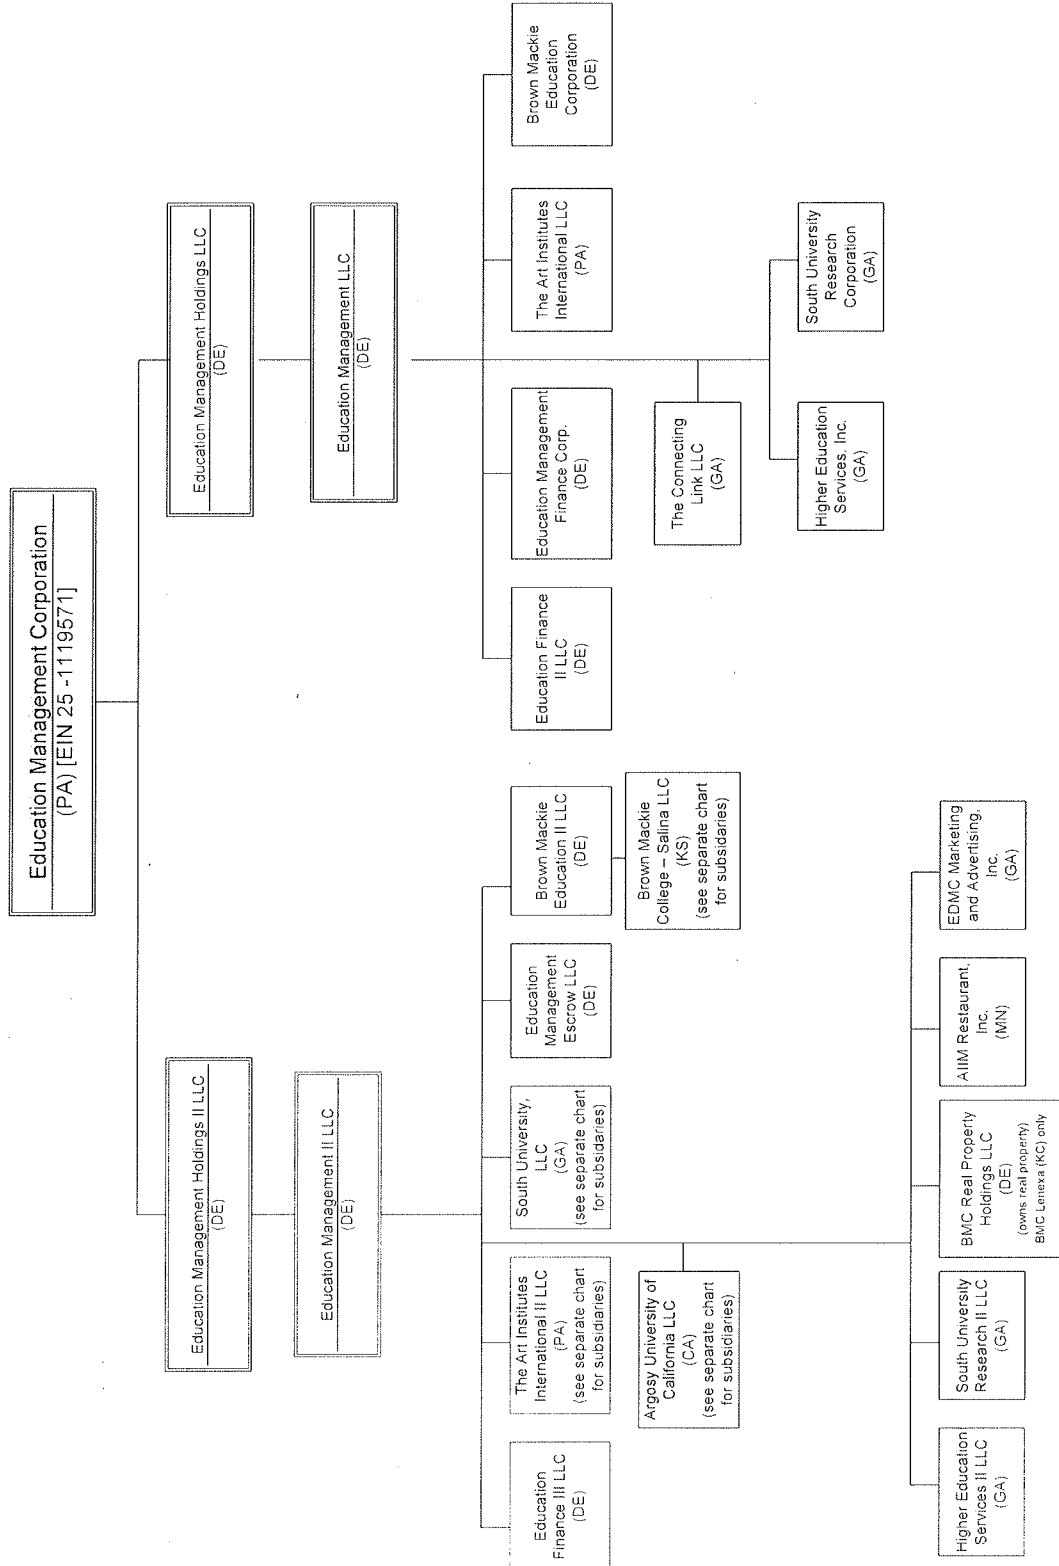 Education Management Corporation
(PA) [EIN 25 -1119571]
Education Management Holdings II LLC
(DE)
Education Management Holdings LLC
(DE)
Education Management II LLC
(DE)
Education Management LLC
(DE)
Education
Finance III LLC
(DE)
The Art Institutes
International II LLC
(PA)
(see separate chart
for subsidiaries)
South University,
LLC
(GA)
(see separate chart
for subsidaries)
Education
Management
Escrow LLC
(DE)
Brown Mackie
Education II LLC
(DE)
Education Finance
II LLC
(DE)
Education Management
Finance Corp.
(DE)
The Art Institutes
International LLC
(PA)
Brown Mackie
Education
Corporation
(DE)
Argosy University of
California LLC
(CA)
(see separate chart
for subsidiaries)
Brown Mackie
College – Salina LLC
(KS)
(see separate chart
for subsidaries)
The Connecting
Link LLC
(GA)
Higher Education
Services, Inc.
(GA)
South University
Research
Corporation
(GA)
Higher Education
Services II LLC
(GA)
South University
Research II LLC
(GA)
BMC Real Property
Holdings LLC
(DE)
(owns real property)
BMC Lenexa (KC) only
AIIM Restaurant,
Inc.
(MN)
EDMC Marketing
and Advertising,
Inc.
(GA)